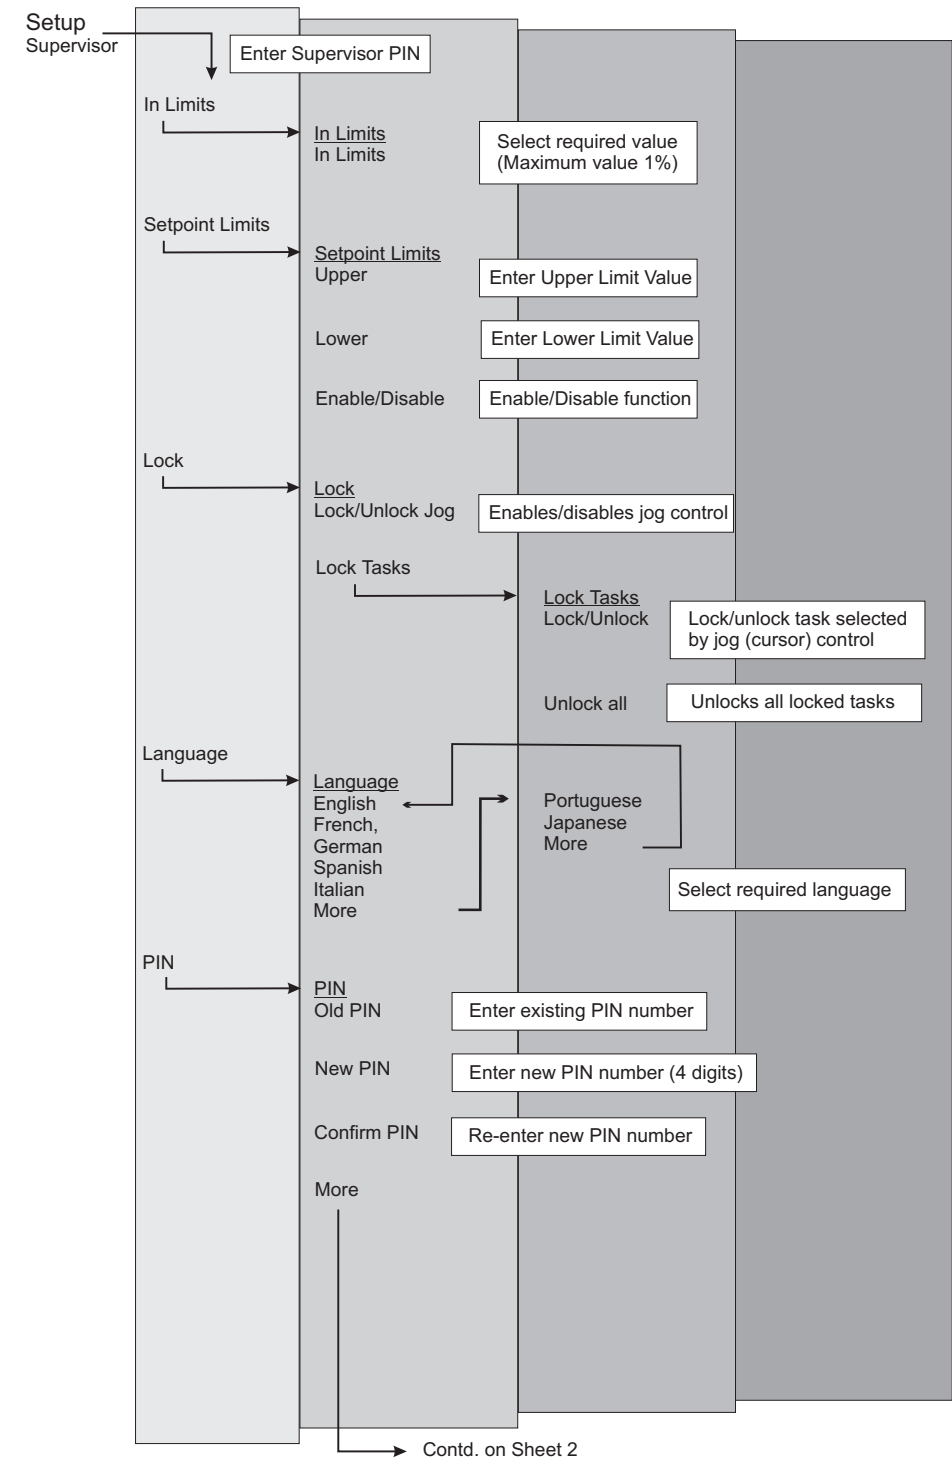 Setup
Supervisor
Enter Supervisor PIN
In Limits
In Limits
In Limits
Select required value
(Maximum value 1%)
Setpoint Limits
Setpoint Limits
Upper
Enter Upper Limit Value
Lower
Enter Lower Limit Value
Enable/Disable
Enable/Disable function
Lock
Lock
Lock/Unlock Jog
Enables/disables jog control
Lock Tasks
Lock Tasks
Lock/Unlock
Lock/unlock task selected
by jog (cursor) control
Unlock all
Unlocks all locked tasks
Language
Language
English
French,
German
Spanish
Italian
More
Portuguese
Japanese
More
Select required language
PIN
PIN
Old PIN
Enter existing PIN number
New PIN
Enter new PIN number (4 digits)
Confirm PIN
Re-enter new PIN number
More
Contd. on Sheet 2